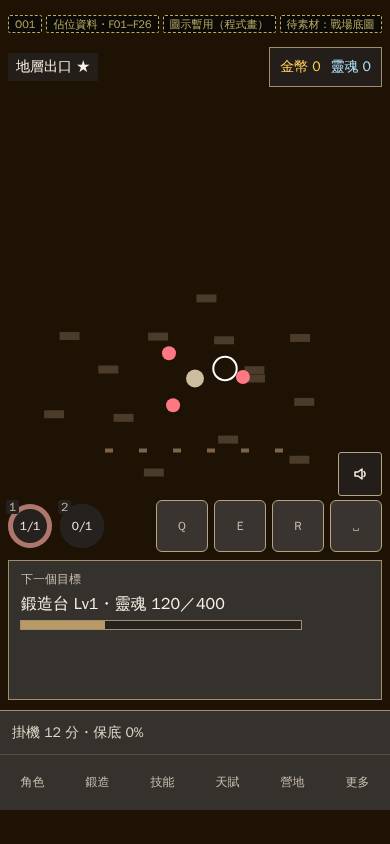 001 佔位資料・F01—F26 圖示暫用（程式畫） 待素材：戰場底圖
地層出口 ★
金幣 0 靈魂 0
1 1/1 2 0/1 Q E R ⎵
下一個目標
鍛造台 Lv1・靈魂 120／400
掛機 12 分・保底 0%
角色 鍛造 技能 天賦 營地 更多